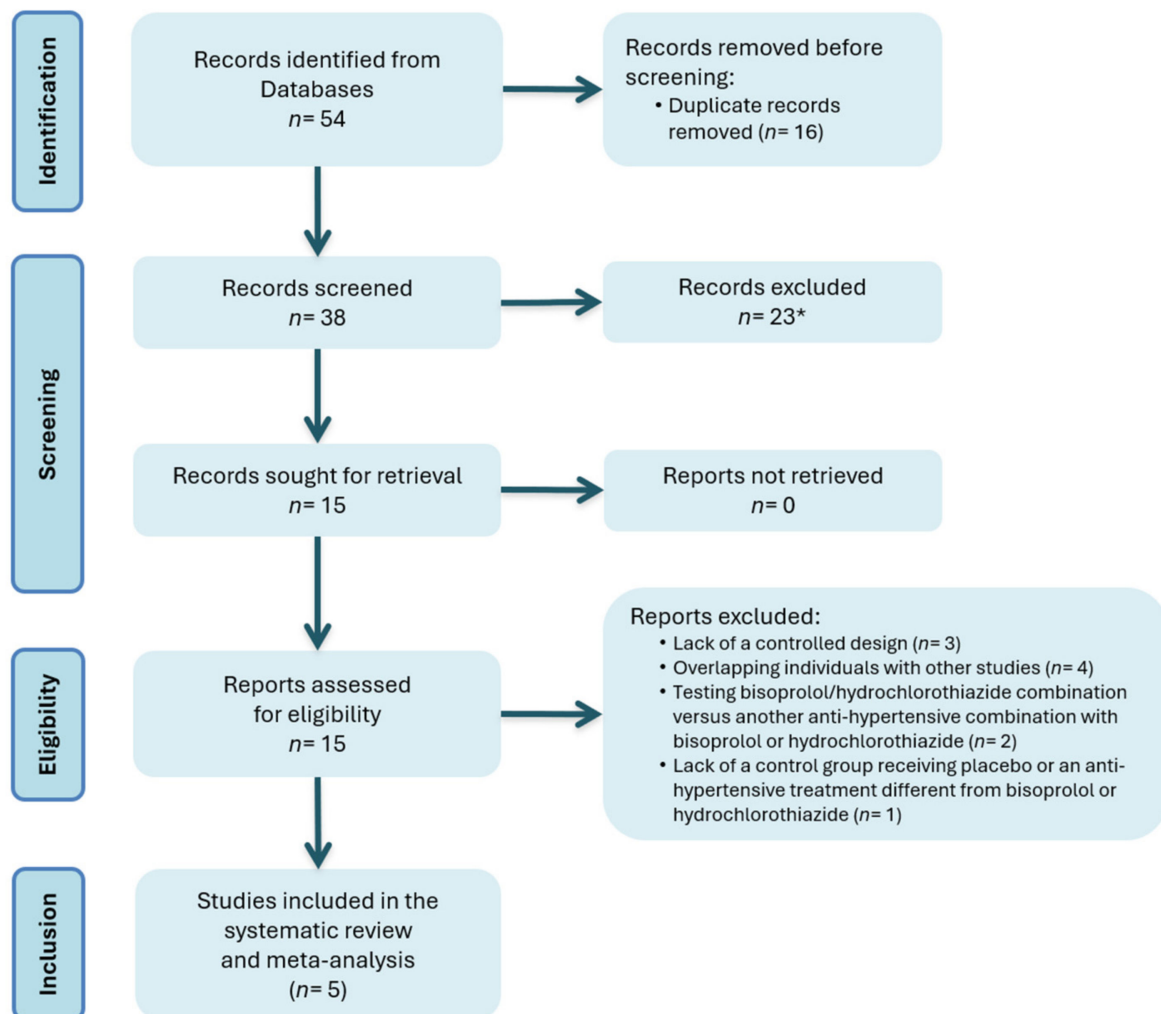 Identification
Records identified from
Databases
n= 54
Records removed before
screening:
• Duplicate records
removed (n= 16)
Screening
Records screened
n= 38
Records excluded
n= 23*
Records sought for retrieval
n= 15
Reports not retrieved
n= 0
Eligibility
Reports assessed
for eligibility
n= 15
Reports excluded:
• Lack of a controlled design (n= 3)
• Overlapping individuals with other studies (n= 4)
• Testing bisoprolol/hydrochlorothiazide combination
versus another anti-hypertensive combination with
bisoprolol or hydrochlorothiazide (n= 2)
• Lack of a control group receiving placebo or an anti-
hypertensive treatment different from bisoprolol or
hydrochlorothiazide (n= 1)
Inclusion
Studies included in the
systematic review
and meta-analysis
(n= 5)